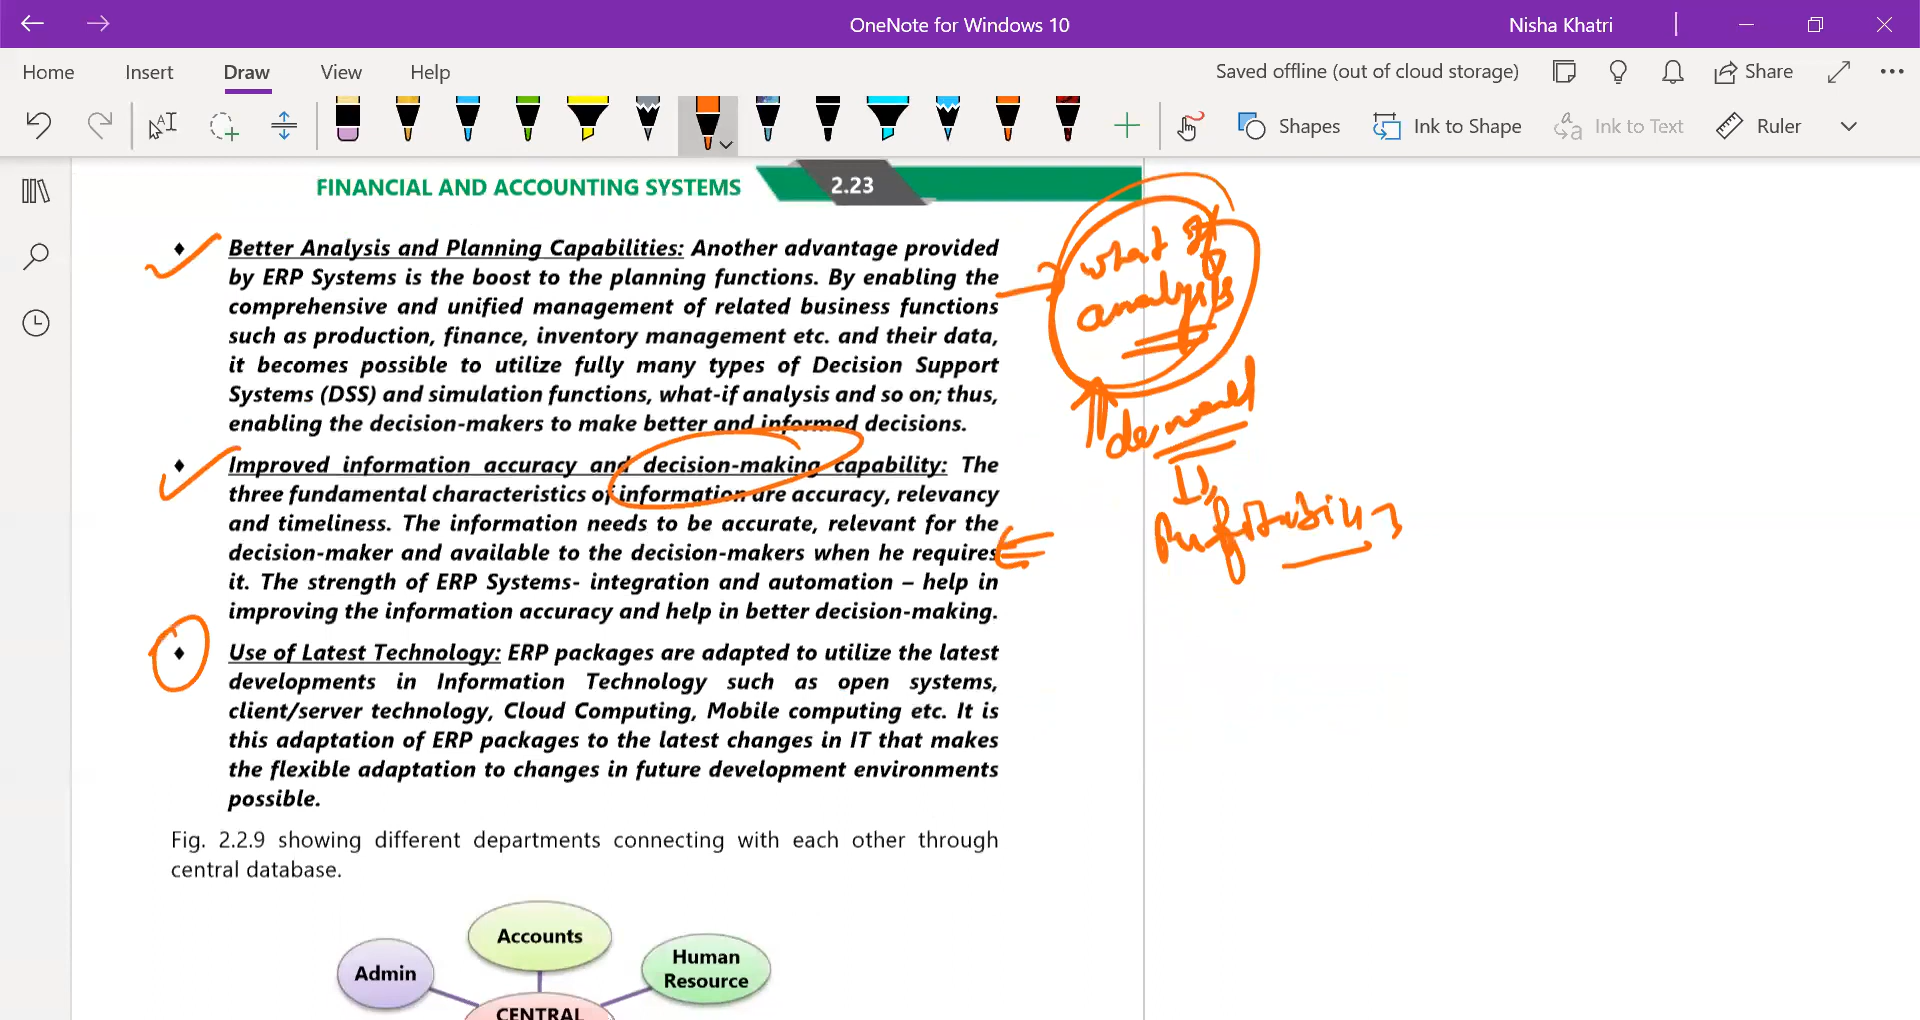 OneNote for Windows 10
Nisha Khatri
Home Insert Draw View Help
Saved offline (out of cloud storage)
Share
Shapes
Ink to Shape
Ink to Text
Ruler
FINANCIAL AND ACCOUNTING SYSTEMS
2.23
♦ Better Analysis and Planning Capabilities: Another advantage provided
by ERP Systems is the boost to the planning functions. By enabling the
comprehensive and unified management of related business functions
such as production, finance, inventory management etc. and their data,
it becomes possible to utilize fully many types of Decision Support
Systems (DSS) and simulation functions, what-if analysis and so on; thus,
enabling the decision-makers to make better and informed decisions.
what if
analysis
demand
♦ Improved information accuracy and decision-making capability: The
three fundamental characteristics of information are accuracy, relevancy
and timeliness. The information needs to be accurate, relevant for the
decision-maker and available to the decision-makers when he requires
it. The strength of ERP Systems- integration and automation – help in
improving the information accuracy and help in better decision-making.
♦ Use of Latest Technology: ERP packages are adapted to utilize the latest
developments in Information Technology such as open systems,
client/server technology, Cloud Computing, Mobile computing etc. It is
this adaptation of ERP packages to the latest changes in IT that makes
the flexible adaptation to changes in future development environments
possible.
Fig. 2.2.9 showing different departments connecting with each other through
central database.
Accounts
Admin
Human
Resource
CENTRAL